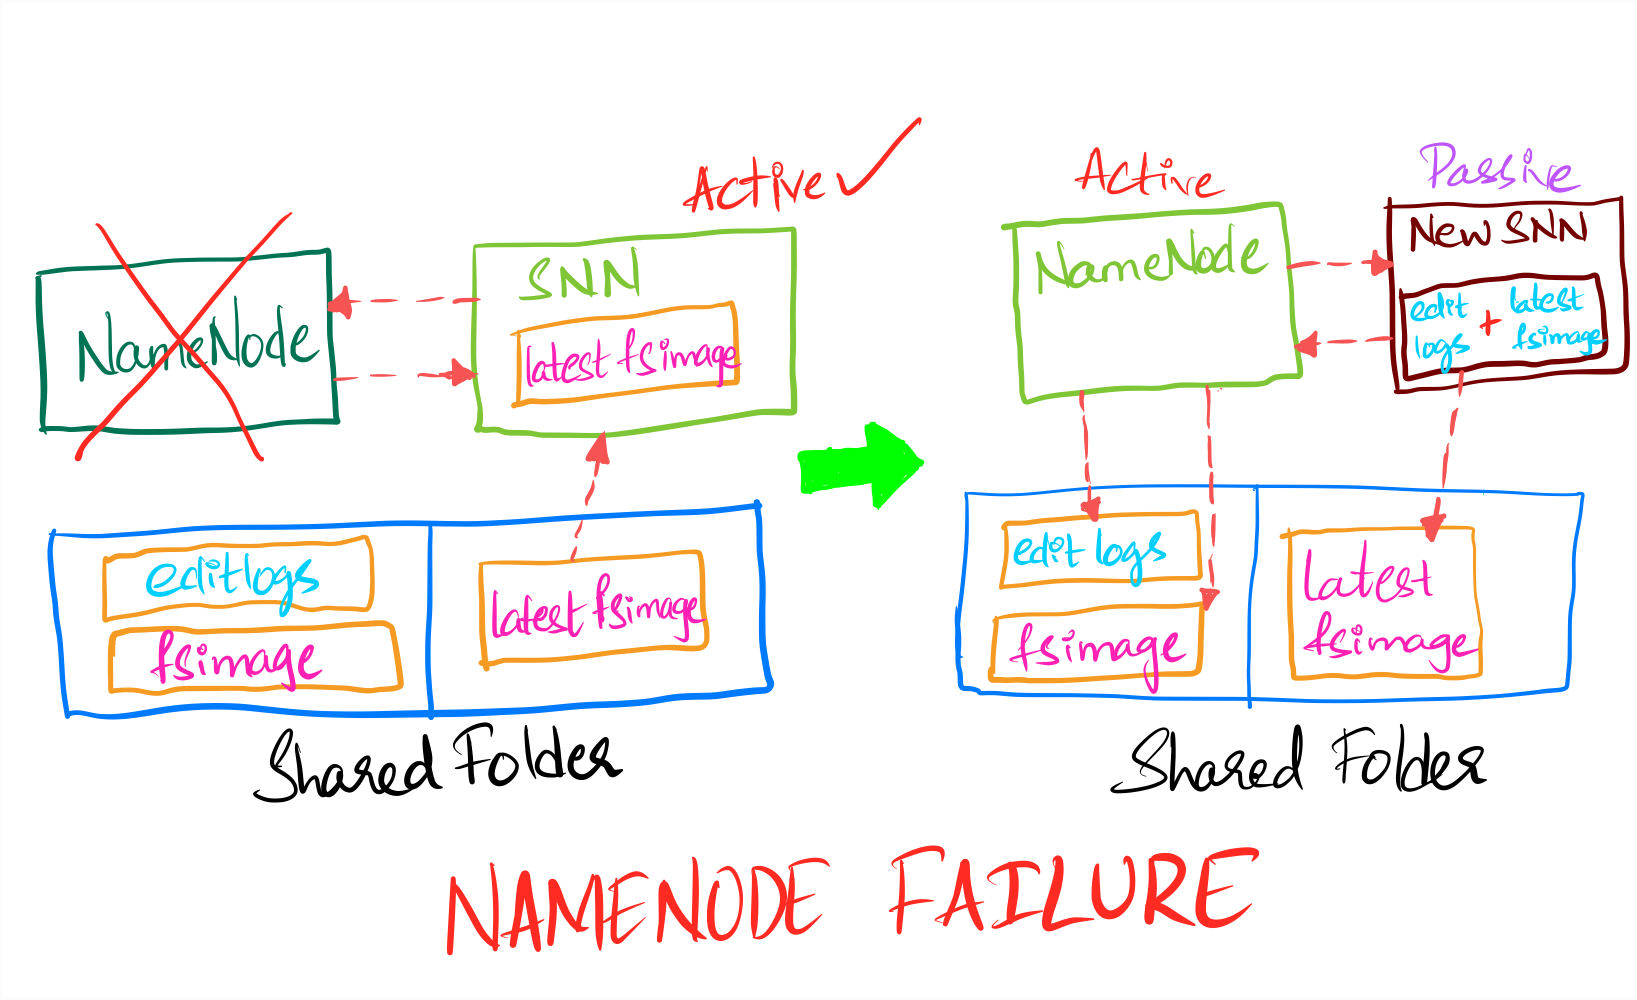 Active
NameNode
SNN
latest fsimage
editlogs
fsimage
latest fsimage
Shared Folder
Active
Passive
NameNode
New SNN
edit logs + latest fsimage
edit logs
fsimage
latest
fsimage
Shared Folder
NAMENODE FAILURE